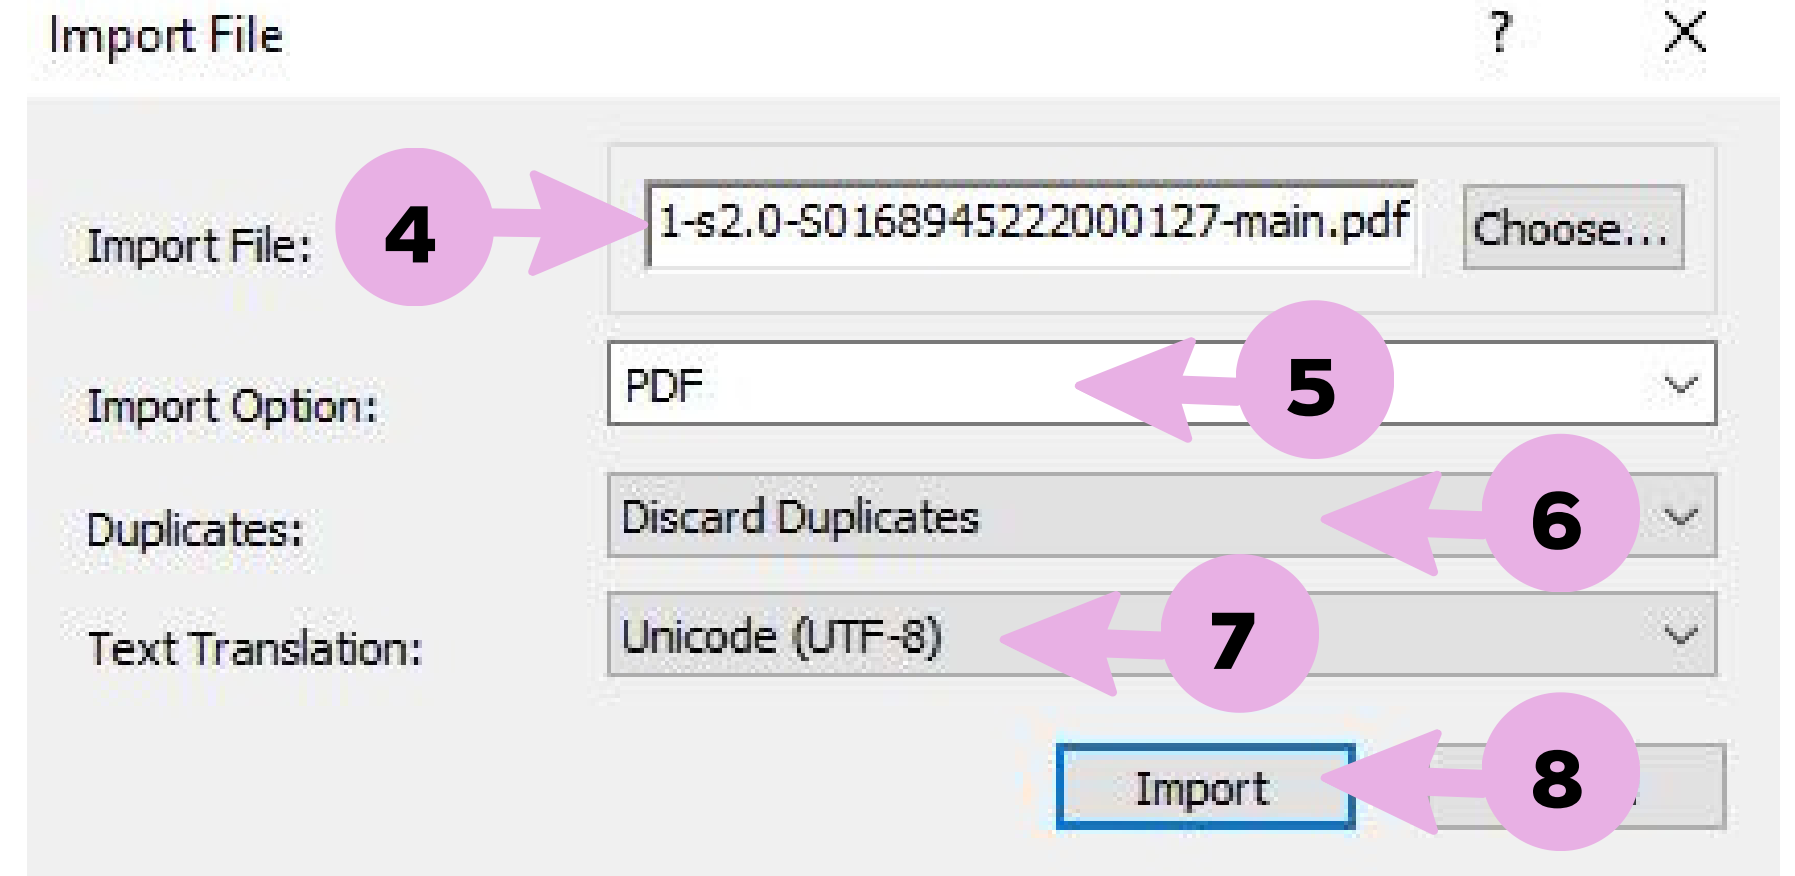 Import File ? X
Import File: 4 1-s2.0-S0168945222000127-main.pdf Choose...
Import Option: PDF 5
Duplicates: Discard Duplicates 6
Text Translation: Unicode (UTF-8) 7
Import 8